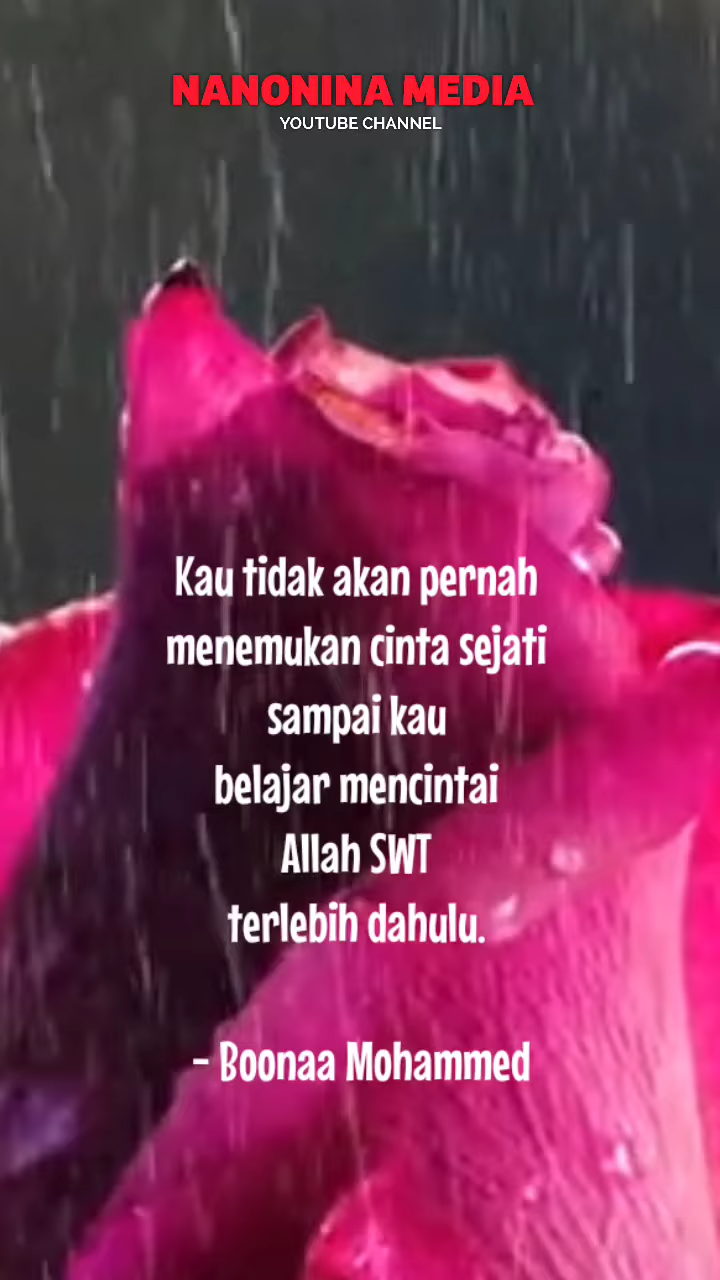 NANONINA MEDIA
YOUTUBE CHANNEL
Kau tidak akan pernah
menemukan cinta sejati
sampai kau
belajar mencintai
Allah SWT
terlebih dahulu.
- Boonaa Mohammed